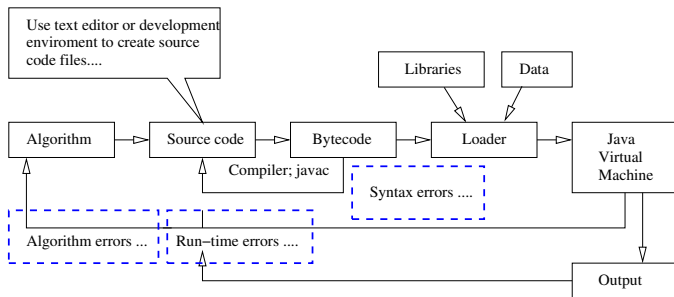 Use text editor or development
enviroment to create source
code files....
Libraries
Data
Algorithm
Source code
Bytecode
Loader
Java
Virtual
Machine
Compiler; javac
Syntax errors ....
Algorithm errors ...
Run−time errors ....
Output